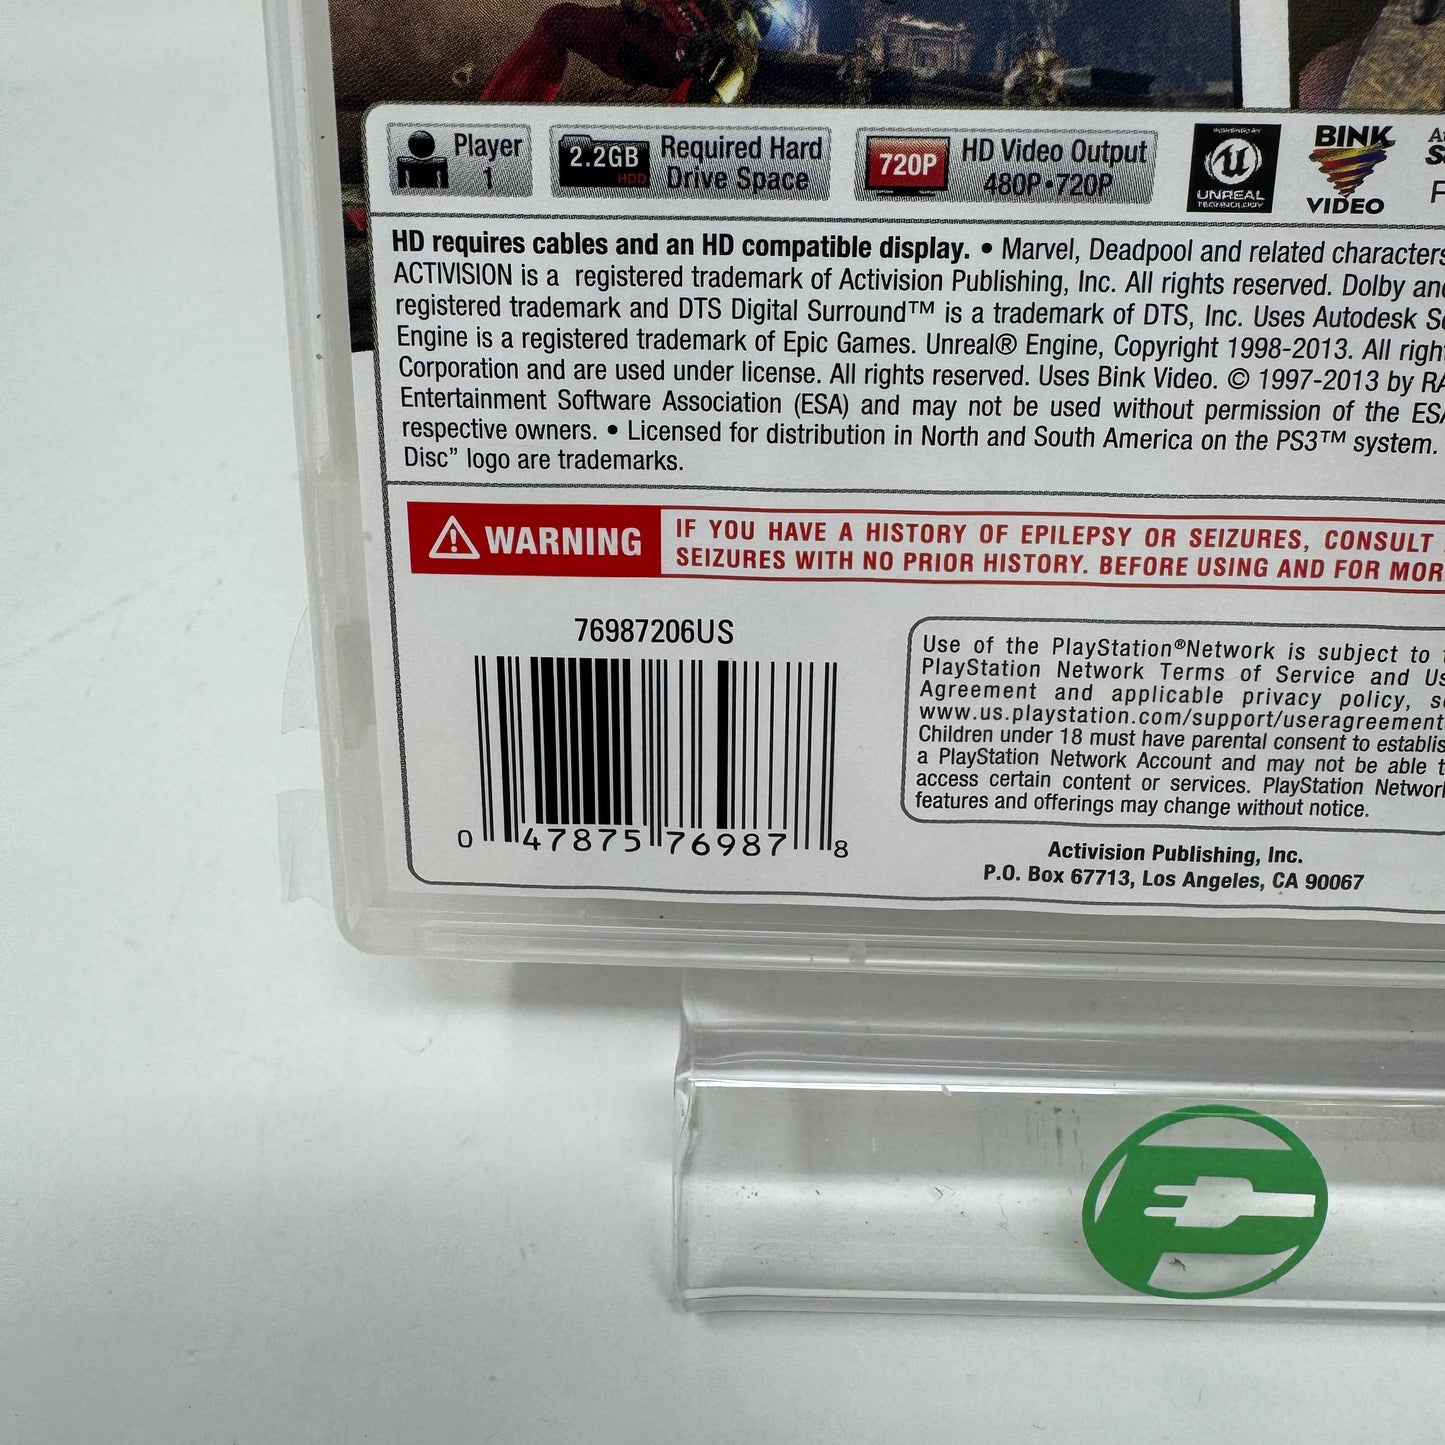 Player
1
2.2GB
HDD
Required Hard
Drive Space
720P
HD Video Output
480P•720P
UNREAL
TECHNOLOGY
BINK
VIDEO
HD requires cables and an HD compatible display. • Marvel, Deadpool and related characters
ACTIVISION is a registered trademark of Activision Publishing, Inc. All rights reserved. Dolby and
registered trademark and DTS Digital Surround™ is a trademark of DTS, Inc. Uses Autodesk
Engine is a registered trademark of Epic Games. Unreal® Engine, Copyright 1998-2013. All
Corporation and are used under license. All rights reserved. Uses Bink Video. © 1997-2013 by
Entertainment Software Association (ESA) and may not be used without permission of the ESA
respective owners. • Licensed for distribution in North and South America on the PS3™ system.
Disc” logo are trademarks.
WARNING
IF YOU HAVE A HISTORY OF EPILEPSY OR SEIZURES, CONSULT
SEIZURES WITH NO PRIOR HISTORY. BEFORE USING AND FOR
76987206US
0 47875 76987 8
Use of the PlayStation®Network is subject to
PlayStation Network Terms of Service and
Agreement and applicable privacy policy,
www.us.playstation.com/support/useragreements
Children under 18 must have parental consent to
a PlayStation Network Account and may not be able
access certain content or services. PlayStation Network
features and offerings may change without notice.
Activision Publishing, Inc.
P.O. Box 67713, Los Angeles, CA 90067